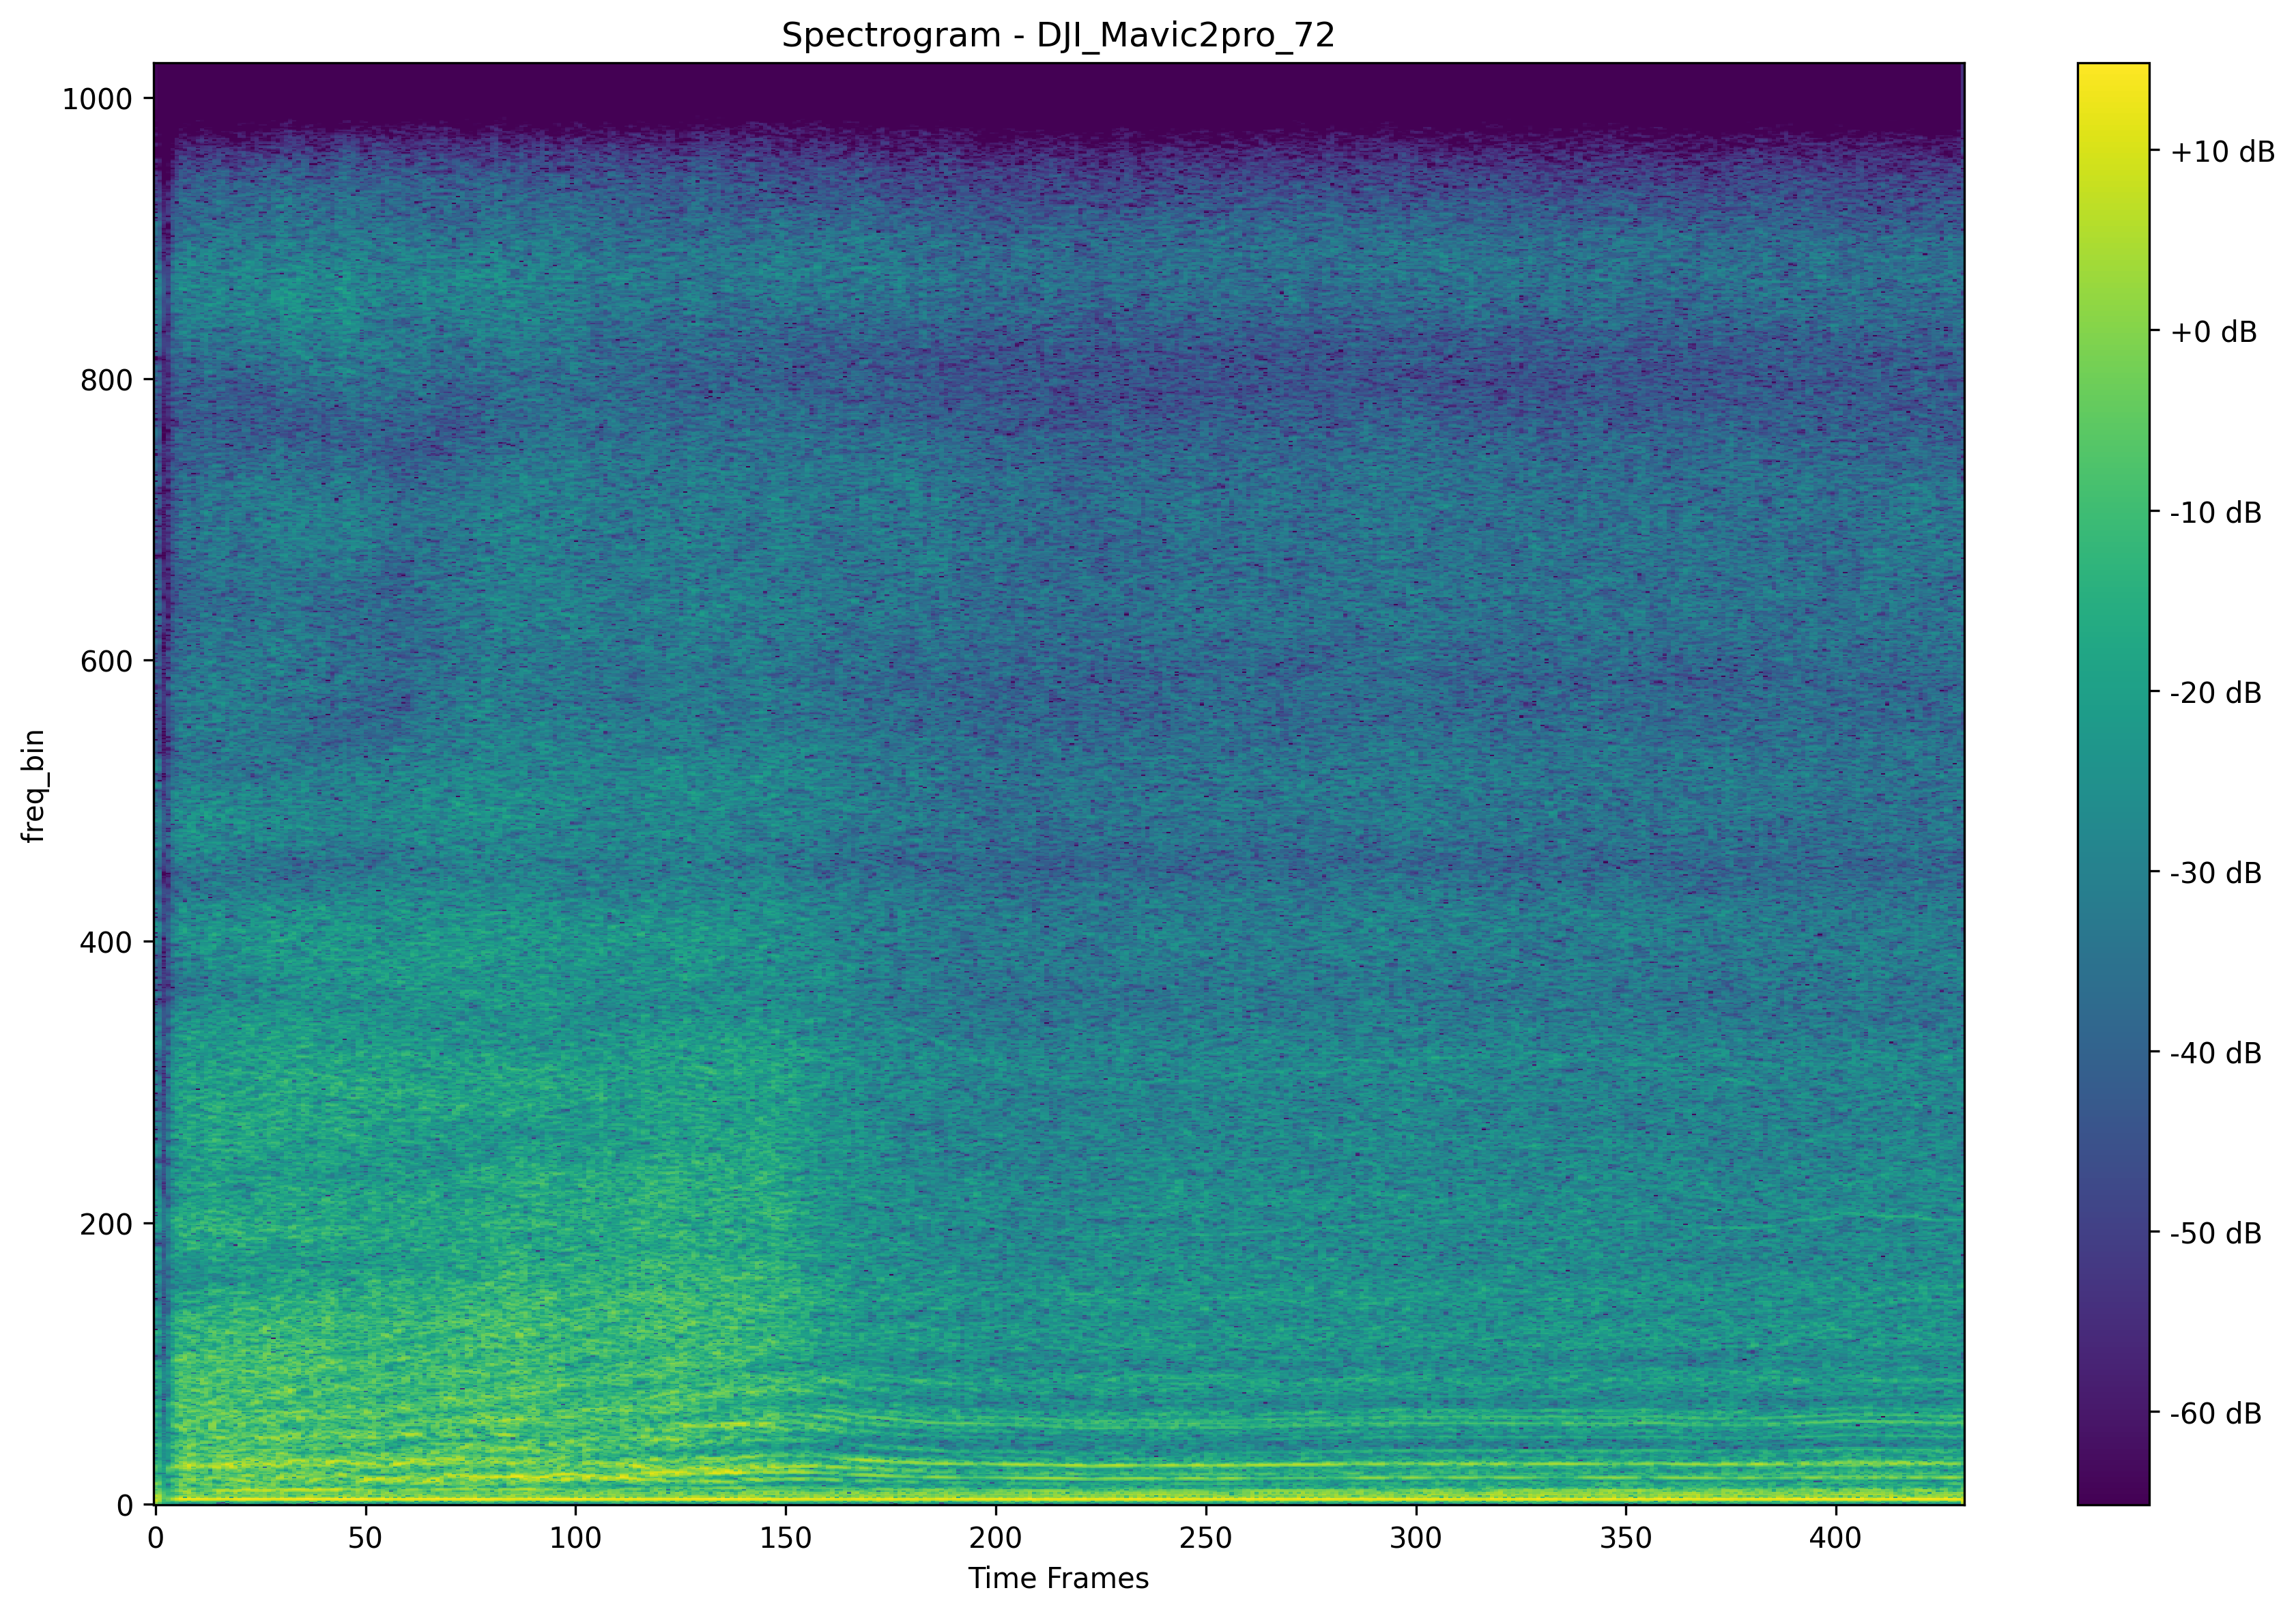 Spectrogram - DJI_Mavic2pro_72
1000
800
600
400
200
0
freq_bin
0 50 100 150 200 250 300 350 400
Time Frames
+10 dB
+0 dB
-10 dB
-20 dB
-30 dB
-40 dB
-50 dB
-60 dB